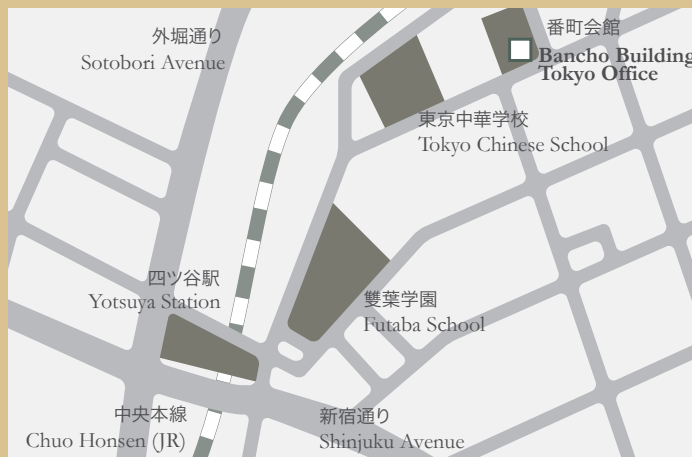 外堀通り
Sotobori Avenue
番町会館
Bancho Building
Tokyo Office
東京中華学校
Tokyo Chinese School
四ツ谷駅
Yotsuya Station
雙葉学園
Futaba School
中央本線
Chuo Honsen (JR)
新宿通り
Shinjuku Avenue